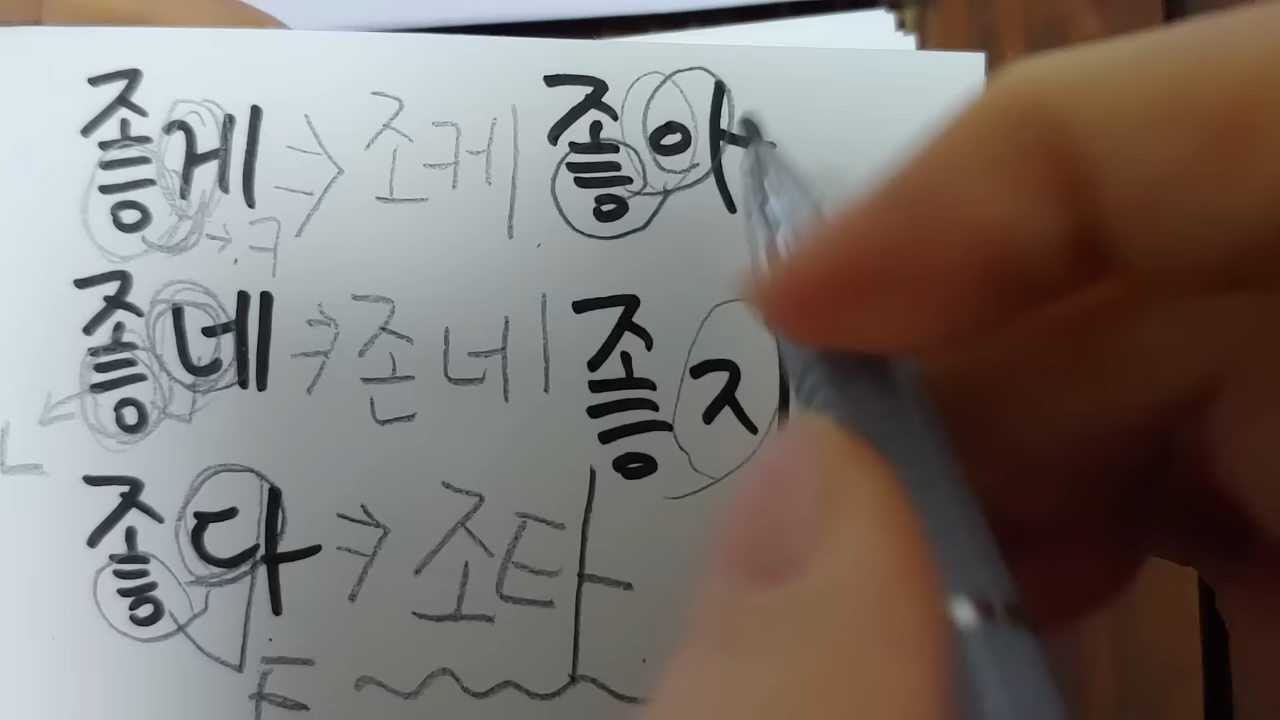 좋게 → 조케 좋아
→ ㅋ
좋네 → 존네 좋지
ㄴ
좋다 → 조타
ㅌ